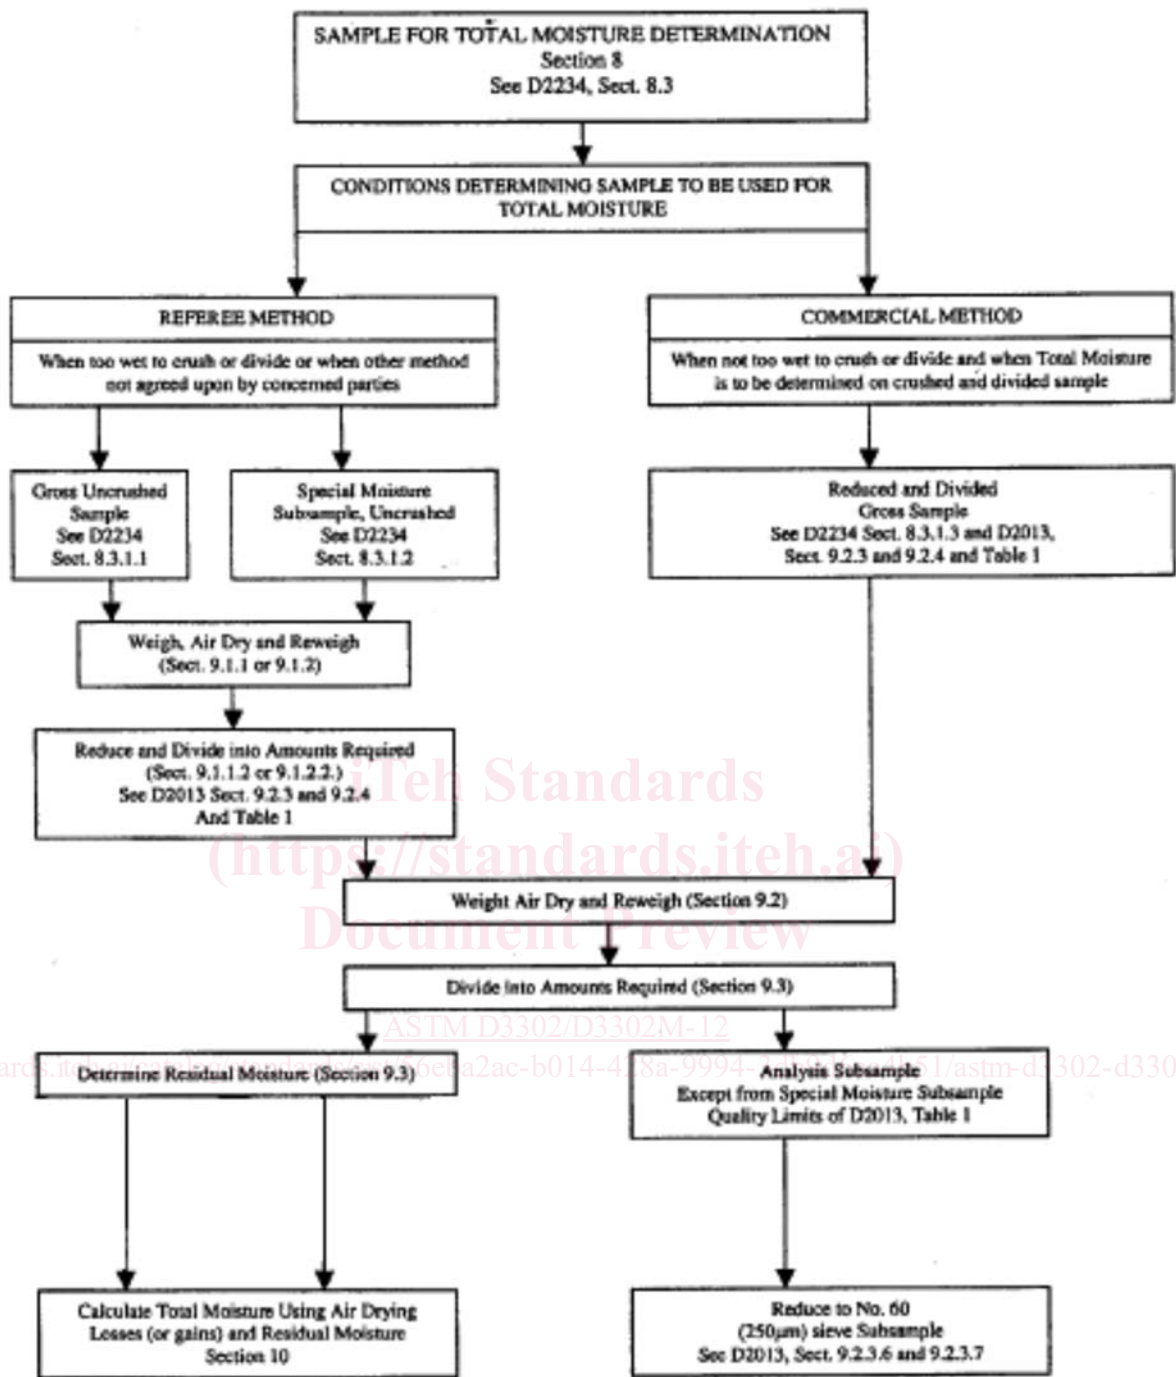 SAMPLE FOR TOTAL MOISTURE DETERMINATION
Section 8
See D2234, Sect. 8.3
CONDITIONS DETERMINING SAMPLE TO BE USED FOR
TOTAL MOISTURE
REFEREE METHOD
When too wet to crush or divide or when other method
not agreed upon by concerned parties
COMMERCIAL METHOD
When not too wet to crush or divide and when Total Moisture
is to be determined on crushed and divided sample
Gross Uncrushed
Sample
See D2234
Sect. 8.3.1.1
Special Moisture
Subsample, Uncrushed
See D2234
Sect. 8.3.1.2
Reduced and Divided
Gross Sample
See D2234 Sect. 8.3.1.3 and D2013,
Sect. 9.2.3 and 9.2.4 and Table 1
Weigh, Air Dry and Reweigh
(Sect. 9.1.1 or 9.1.2)
Reduce and Divide into Amounts Required
(Sect. 9.1.1.2 or 9.1.2.2.)
See D2013 Sect. 9.2.3 and 9.2.4
And Table 1
iTeh Standards
(https://standards.iteh.ai)
Document Preview
Weight Air Dry and Reweigh (Section 9.2)
Divide into Amounts Required (Section 9.3)
ASTM D3302/D3302M-12
Determine Residual Moisture (Section 9.3)
Analysis Subsample
Except from Special Moisture Subsample
Quality Limits of D2013, Table 1
Calculate Total Moisture Using Air Drying
Losses (or gains) and Residual Moisture
Section 10
Reduce to No. 60
(250µm) sieve Subsample
See D2013, Sect. 9.2.3.6 and 9.2.3.7